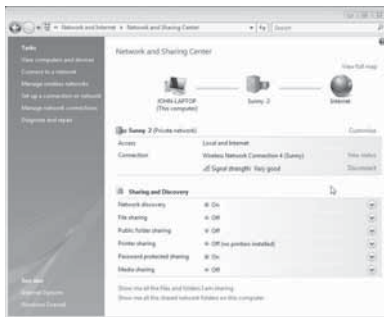 Network and Internet ▸ Network and Sharing Center
Search
Tasks
View computers and devices
Connect to a network
Manage wireless networks
Set up a connection or network
Manage network connections
Diagnose and repair
See also
Internet Options
Windows Firewall
Network and Sharing Center
View full map
JOHN-LAPTOP
(This computer)
Sunny 2
Internet
Sunny 2 (Private network)
Customize
Access
Local and Internet
Connection
Wireless Network Connection 4 (Sunny)
View status
Signal strength: Very good
Disconnect
Sharing and Discovery
Network discovery
On
File sharing
Off
Public folder sharing
Off
Printer sharing
Off (no printers installed)
Password protected sharing
On
Media sharing
Off
Show me all the files and folders I am sharing
Show me all the shared network folders on this computer